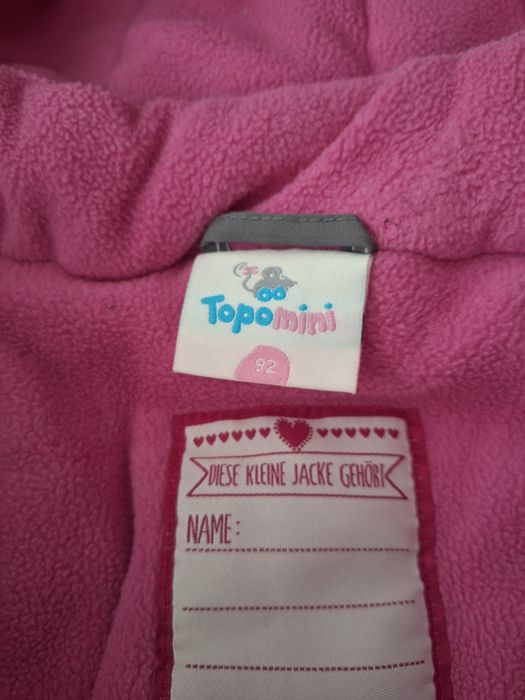 Topomini
92
DIESE KLEINE JACKE GEHÖRT
NAME: